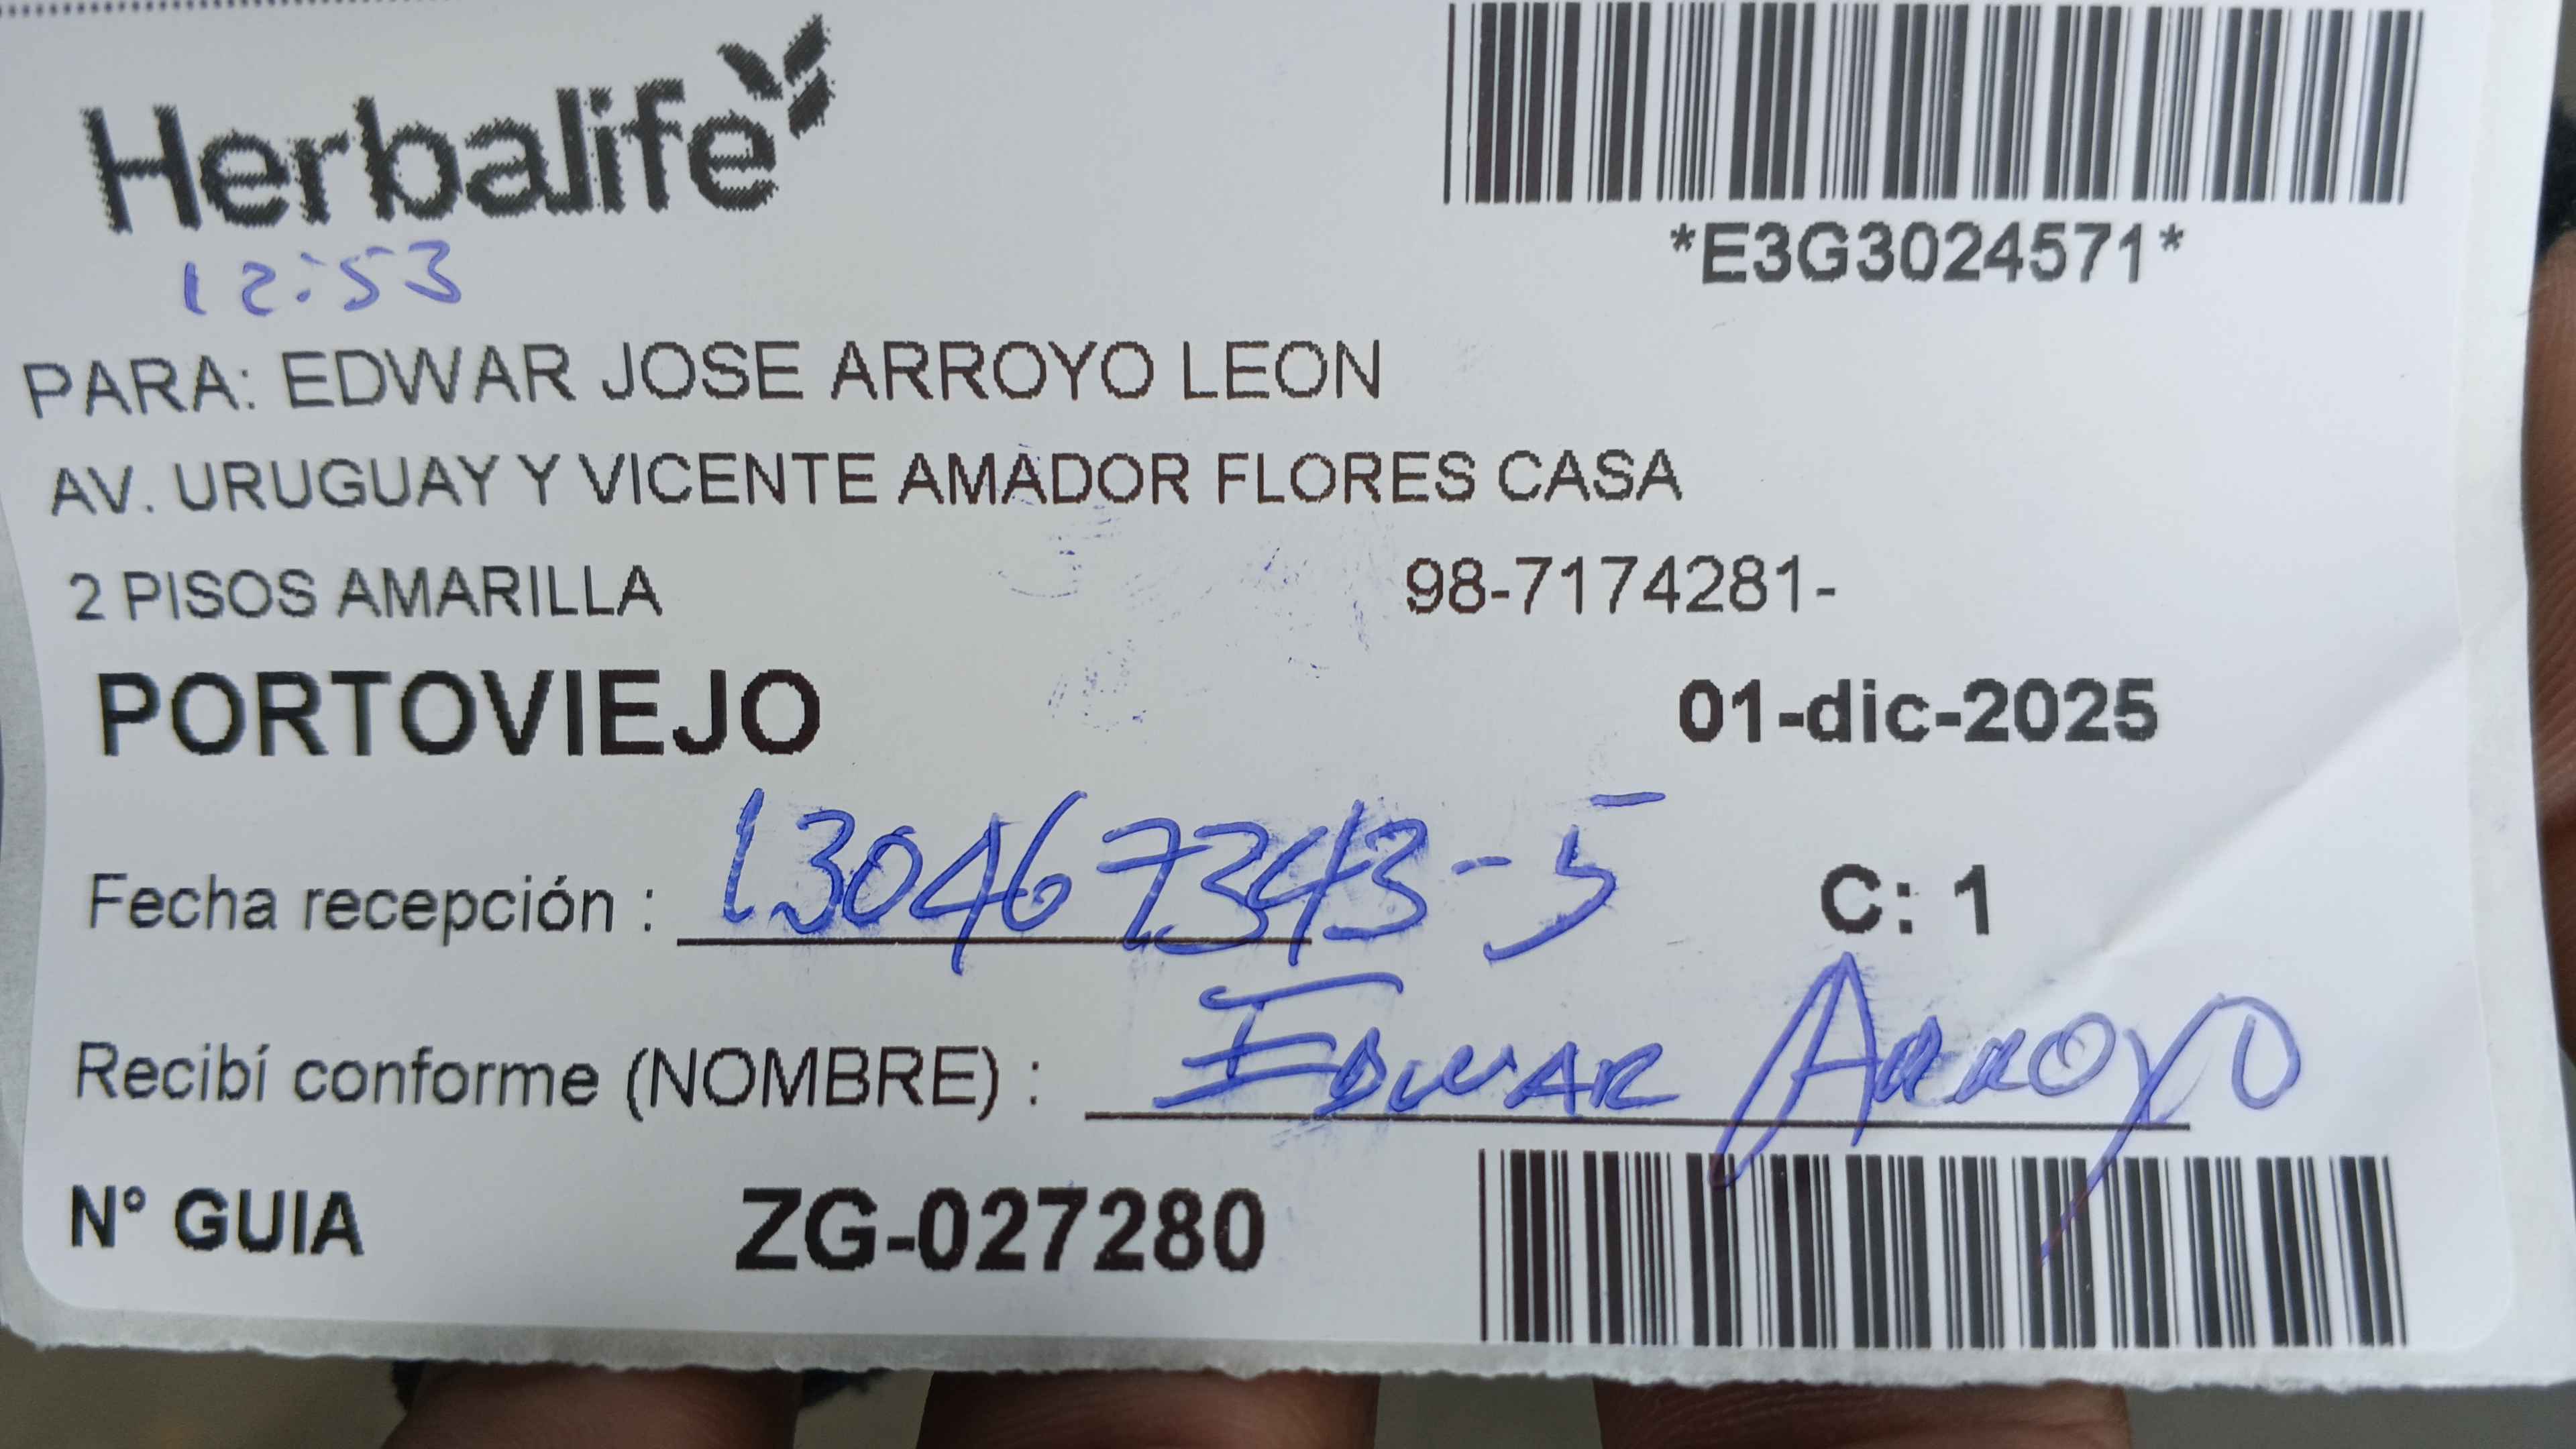 Herbalife
*E3G3024571*
12:53
PARA: EDWAR JOSE ARROYO LEON
AV. URUGUAY Y VICENTE AMADOR FLORES CASA
2 PISOS AMARILLA 98-7174281-
PORTOVIEJO 01-dic-2025
Fecha recepción : 130467343-5 C: 1
Recibí conforme (NOMBRE) : EDWAR ARROYO
N° GUIA ZG-027280